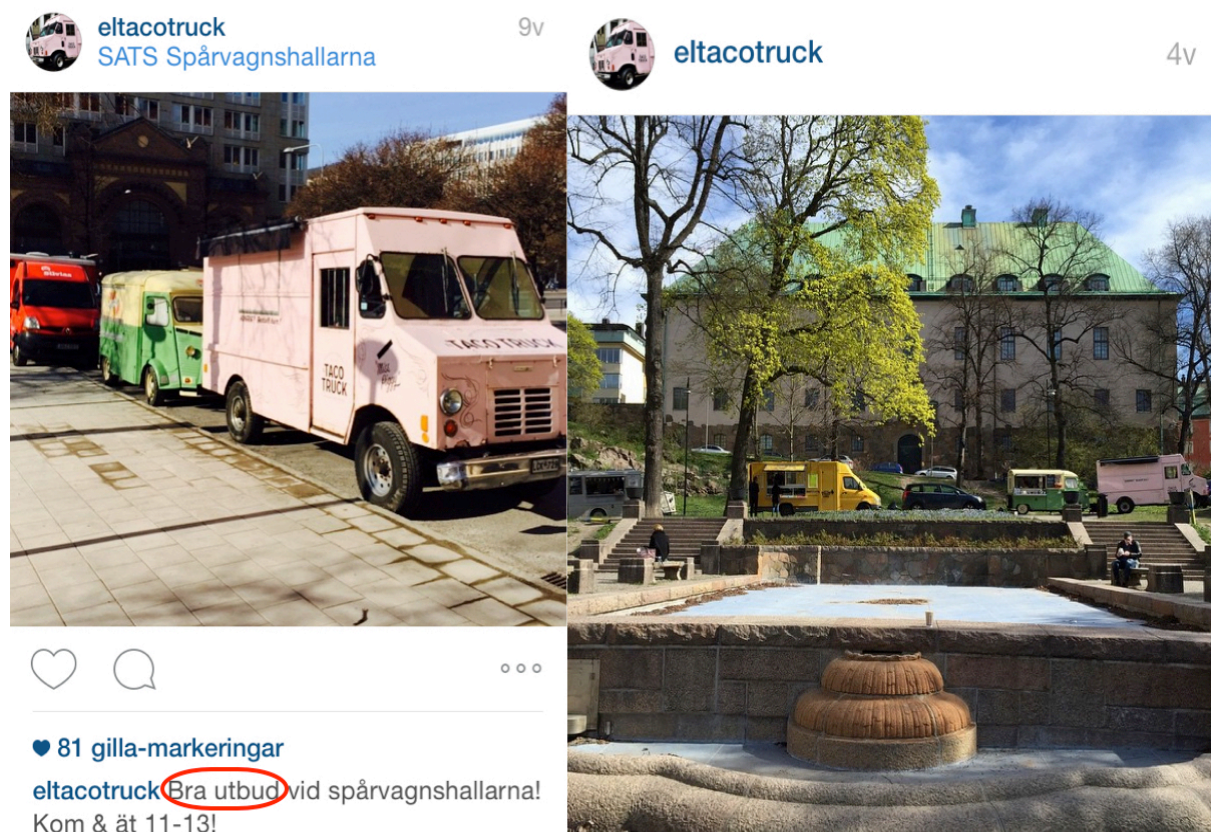 eltacotruck
9v
SATS Spårvagnshallarna
TACO TRUCK
TACO
TRUCK
81 gilla-markeringar
eltacotruck Bra utbud vid spårvagnshallarna!
Kom & ät 11-13!
eltacotruck
4v